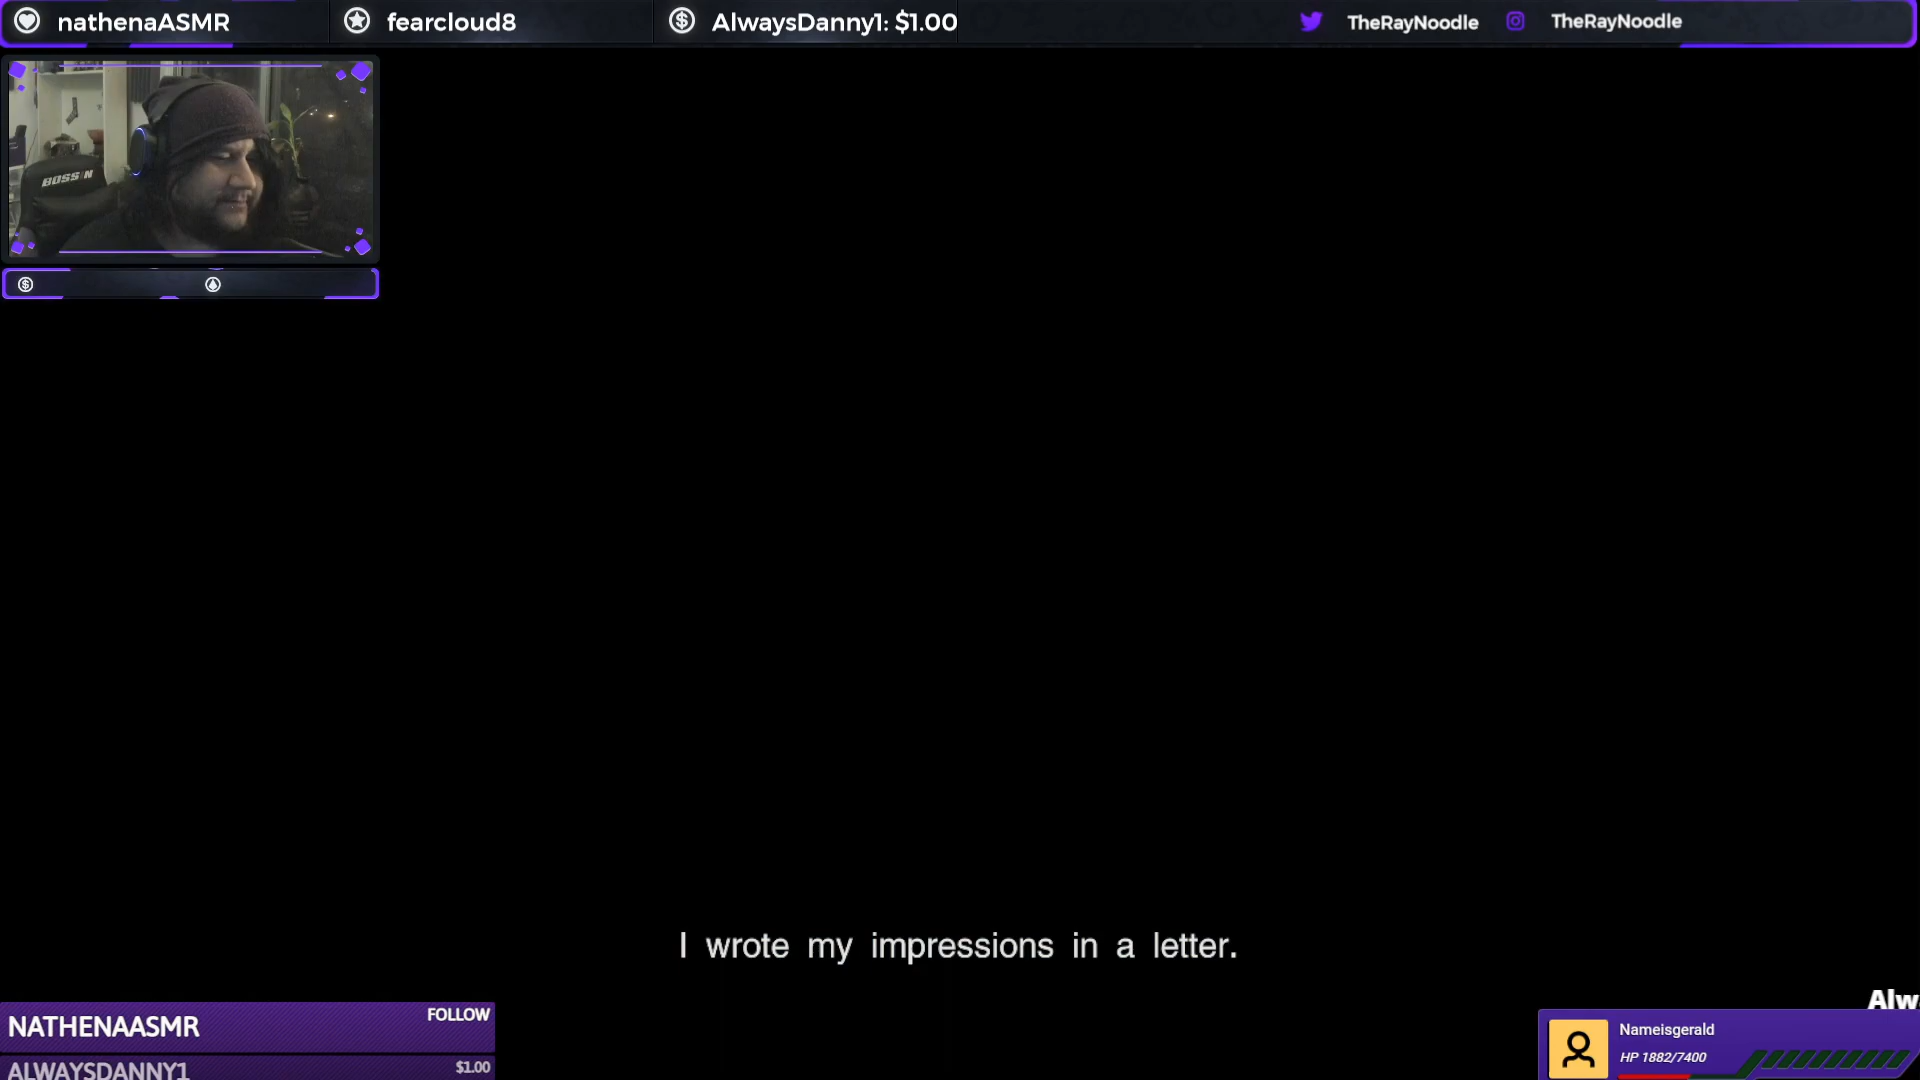 nathenaASMR
fearcloud8
AlwaysDanny1: $1.00
TheRayNoodle
TheRayNoodle
BOSSIN
I wrote my impressions in a letter.
Alw
NATHENAASMR
FOLLOW
ALWAYSDANNY1
$1.00
Nameisgerald
HP 1882/7400